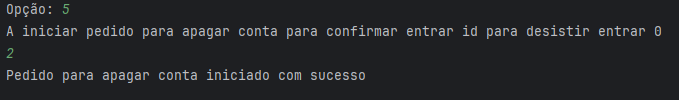 Opção: 5
A iniciar pedido para apagar conta para confirmar entrar id para desistir entrar 0
2
Pedido para apagar conta iniciado com sucesso